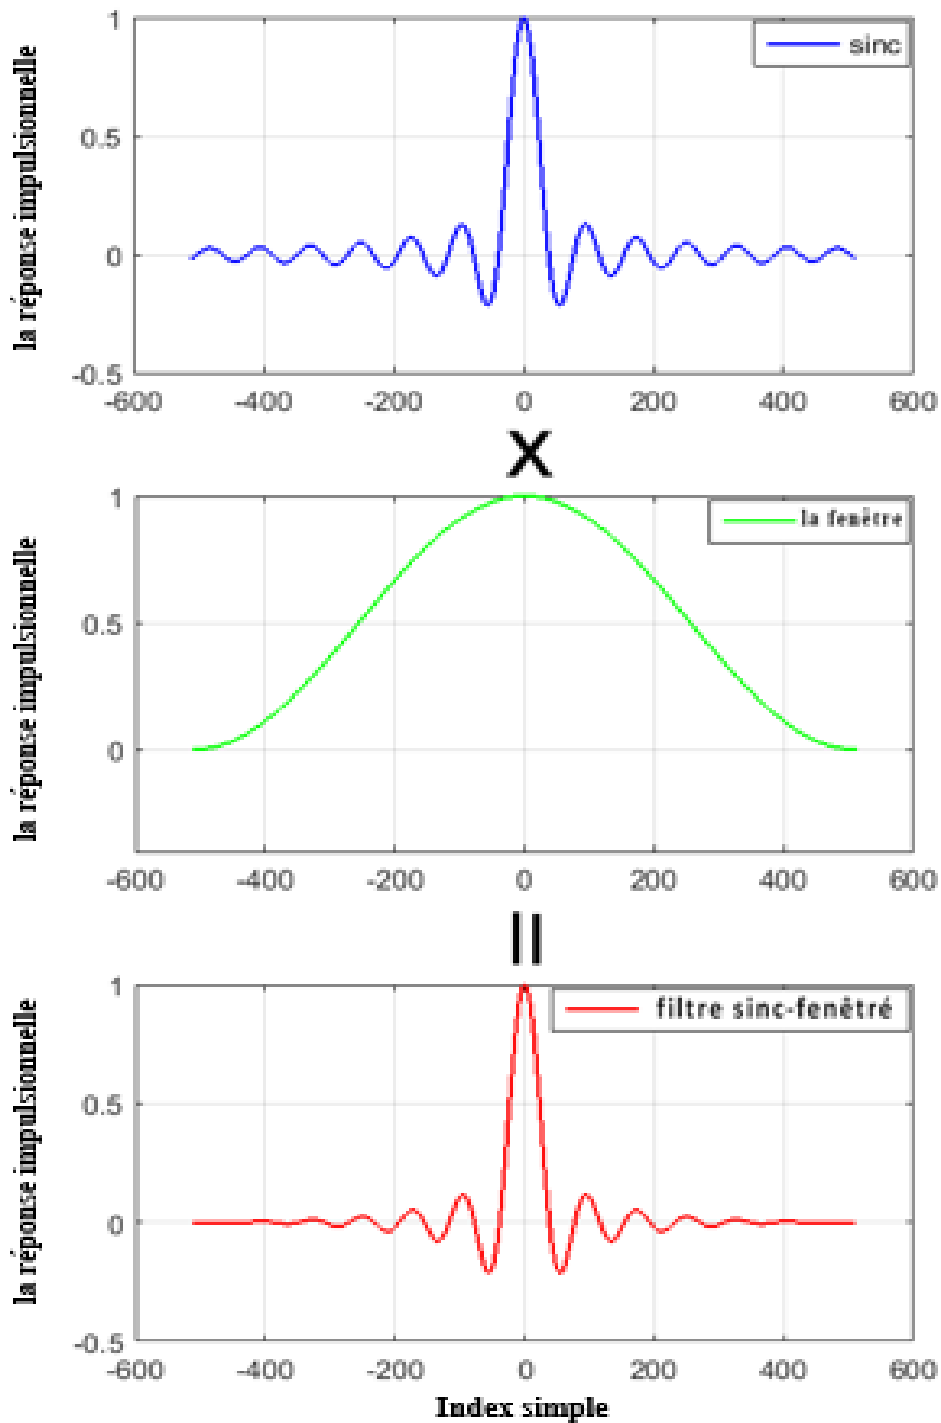 la réponse impulsionnelle
sinc
1
0.5
0
-0.5
-600 -400 -200 0 200 400 600
X
la réponse impulsionnelle
la fenêtre
1
0.5
0
-600 -400 -200 0 200 400 600
=
la réponse impulsionnelle
filtre sinc-fenêtré
1
0.5
0
-0.5
-600 -400 -200 0 200 400 600
Index simple